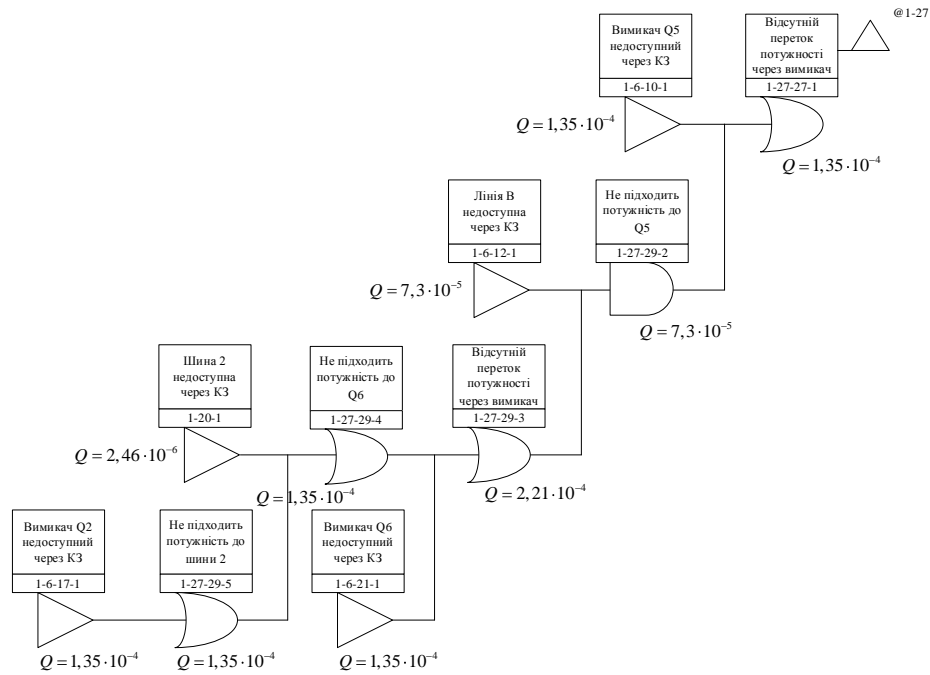 @1-27
Вимикач Q5
недоступний
через КЗ
1-6-10-1
Відсутній
переток
потужності
через вимикач
1-27-27-1
Q = 1,35·10⁻⁴
Q = 1,35·10⁻⁴
Лінія В
недоступна
через КЗ
1-6-12-1
Не підходить
потужність до
Q5
1-27-29-2
Q = 7,3·10⁻⁵
Q = 7,3·10⁻⁵
Шина 2
недоступна
через КЗ
1-20-1
Не підходить
потужність до
Q6
1-27-29-4
Відсутній
переток
потужності
через вимикач
1-27-29-3
Q = 2,46·10⁻⁶
Q = 1,35·10⁻⁴
Q = 2,21·10⁻⁴
Вимикач Q2
недоступний
через КЗ
1-6-17-1
Не підходить
потужність до
шини 2
1-27-29-5
Вимикач Q6
недоступний
через КЗ
1-6-21-1
Q = 1,35·10⁻⁴
Q = 1,35·10⁻⁴
Q = 1,35·10⁻⁴